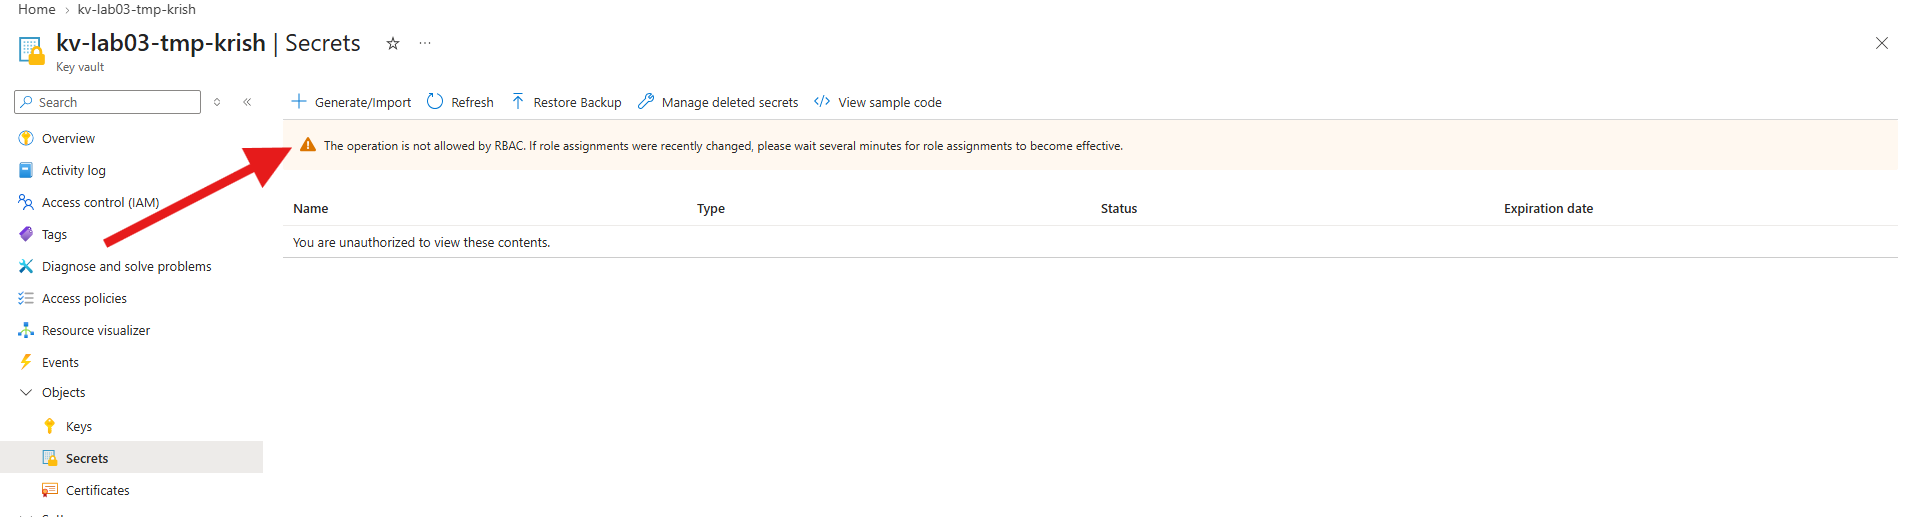 Home > kv-lab03-tmp-krish
kv-lab03-tmp-krish | Secrets
Key vault
Search
Generate/Import Refresh Restore Backup Manage deleted secrets View sample code
Overview
Activity log
Access control (IAM)
Tags
Diagnose and solve problems
Access policies
Resource visualizer
Events
Objects
Keys
Secrets
Certificates
The operation is not allowed by RBAC. If role assignments were recently changed, please wait several minutes for role assignments to become effective.
Name Type Status Expiration date
You are unauthorized to view these contents.